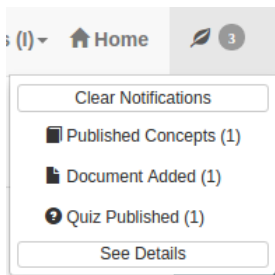 s (I) Home 3
Clear Notifications
Published Concepts (1)
Document Added (1)
Quiz Published (1)
See Details